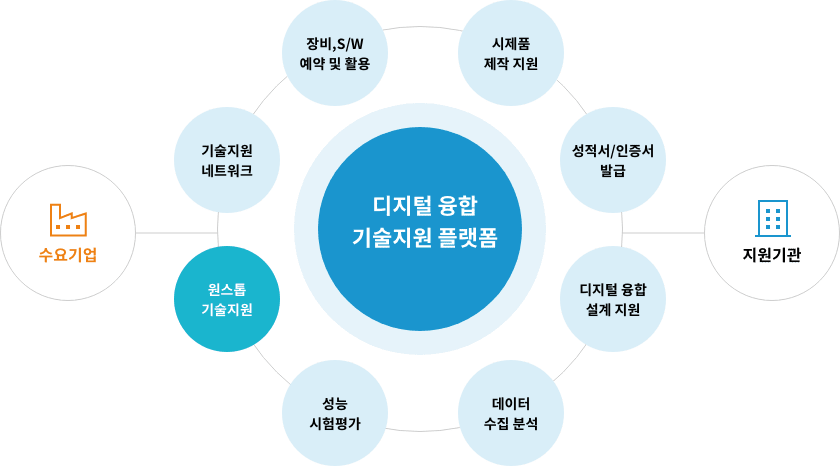 장비,S/W
예약 및 활용
시제품
제작 지원
기술지원
네트워크
성적서/인증서
발급
디지털 융합
기술지원 플랫폼
수요기업
지원기관
원스톱
기술지원
디지털 융합
설계 지원
성능
시험평가
데이터
수집 분석